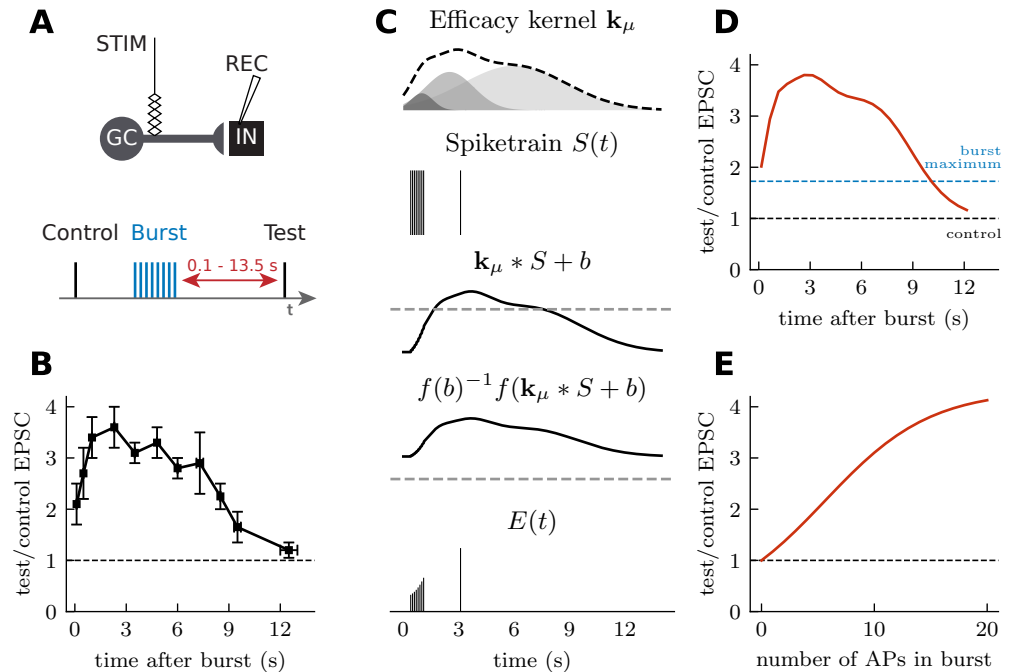 A
STIM
REC
GC
IN
Control
Burst
Test
0.1 - 13.5 s
t
B
test/control EPSC
4
3
2
1
0
0 3 6 9 12
time after burst (s)
C
Efficacy kernel k_μ
Spiketrain S(t)
k_μ ∗ S + b
f(b)⁻¹f(k_μ ∗ S + b)
E(t)
0 3 6 9 12
time (s)
D
test/control EPSC
4
3
2
1
0
burst
maximum
control
0 3 6 9 12
time after burst (s)
E
test/control EPSC
4
3
2
1
0
0 10 20
number of APs in burst